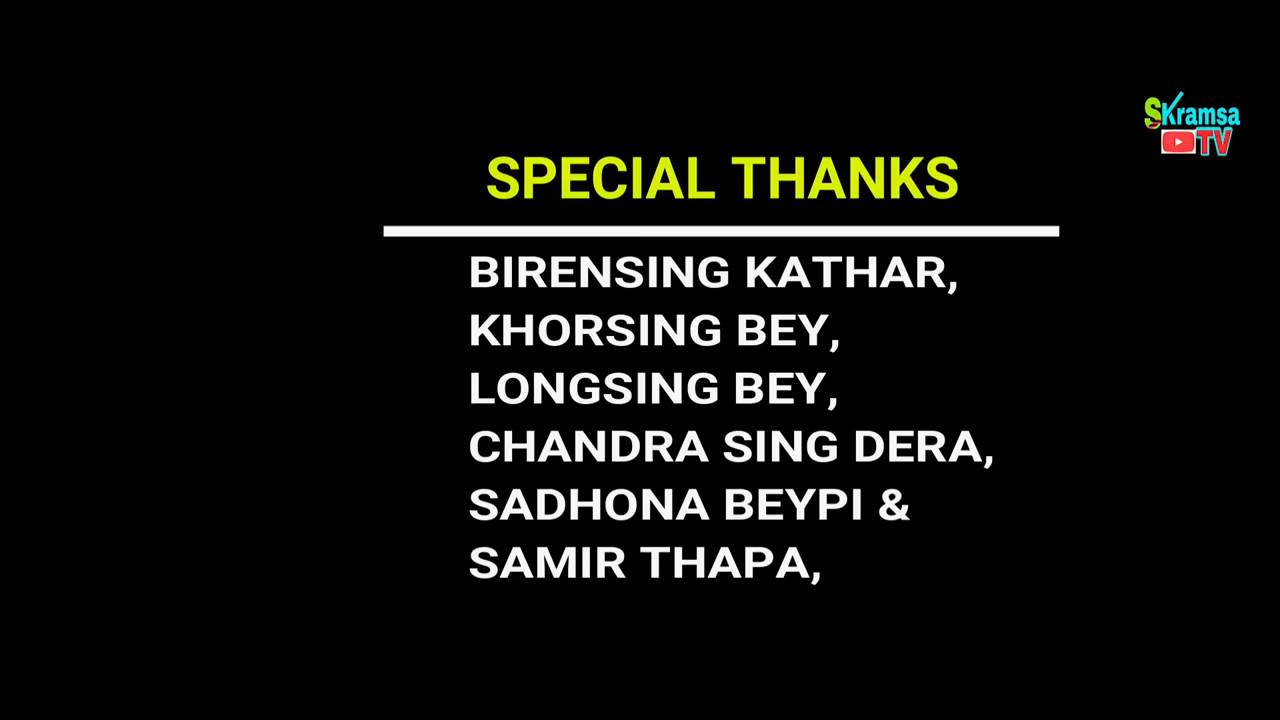 SKramsa
TV
SPECIAL THANKS
BIRENSING KATHAR,
KHORSING BEY,
LONGSING BEY,
CHANDRA SING DERA,
SADHONA BEYPI &
SAMIR THAPA,